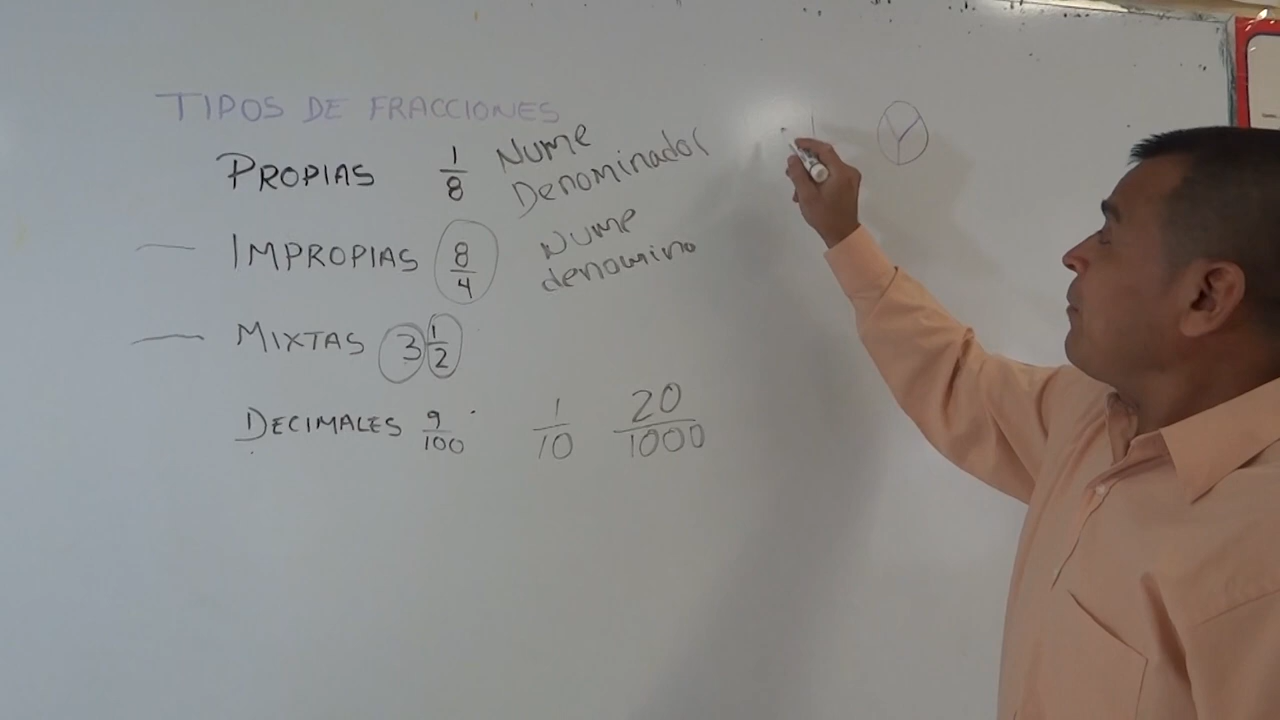 TIPOS DE FRACCIONES
PROPIAS 1/8 Nume
Denominador
IMPROPIAS 8/4 Nume
denomino
MIXTAS 3 1/2
DECIMALES 9/100 1/10 20/1000